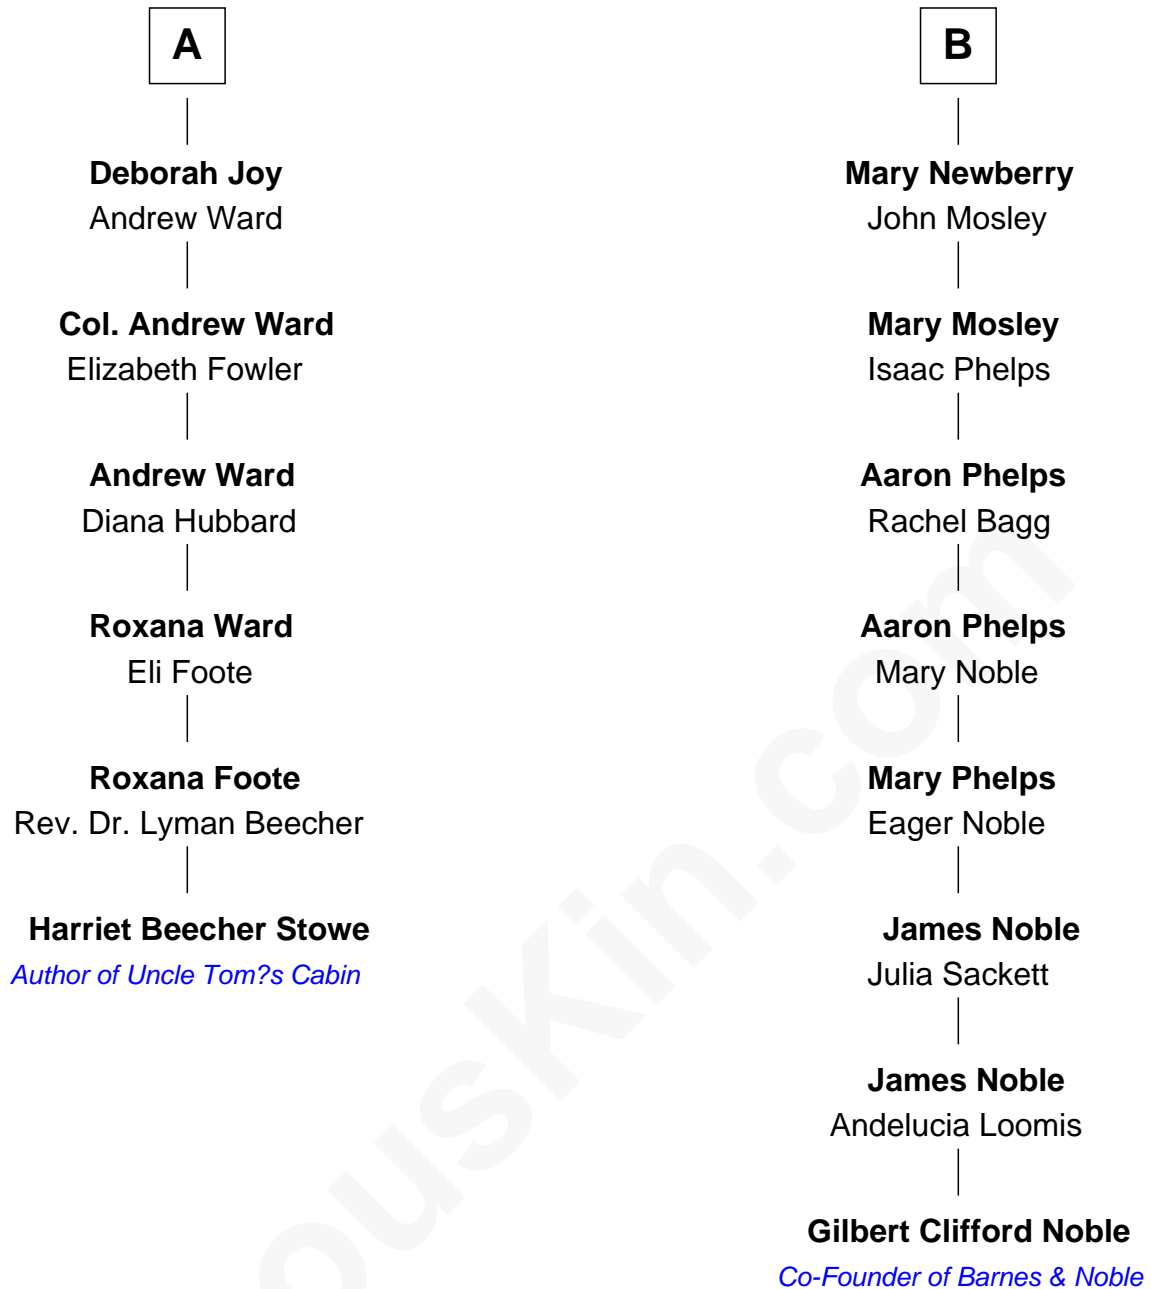 A
Deborah Joy
Andrew Ward
Col. Andrew Ward
Elizabeth Fowler
Andrew Ward
Diana Hubbard
Roxana Ward
Eli Foote
Roxana Foote
Rev. Dr. Lyman Beecher
Harriet Beecher Stowe
Author of Uncle Tom?s Cabin
B
Mary Newberry
John Mosley
Mary Mosley
Isaac Phelps
Aaron Phelps
Rachel Bagg
Aaron Phelps
Mary Noble
Mary Phelps
Eager Noble
James Noble
Julia Sackett
James Noble
Andelucia Loomis
Gilbert Clifford Noble
Co-Founder of Barnes & Noble
ousKin.com